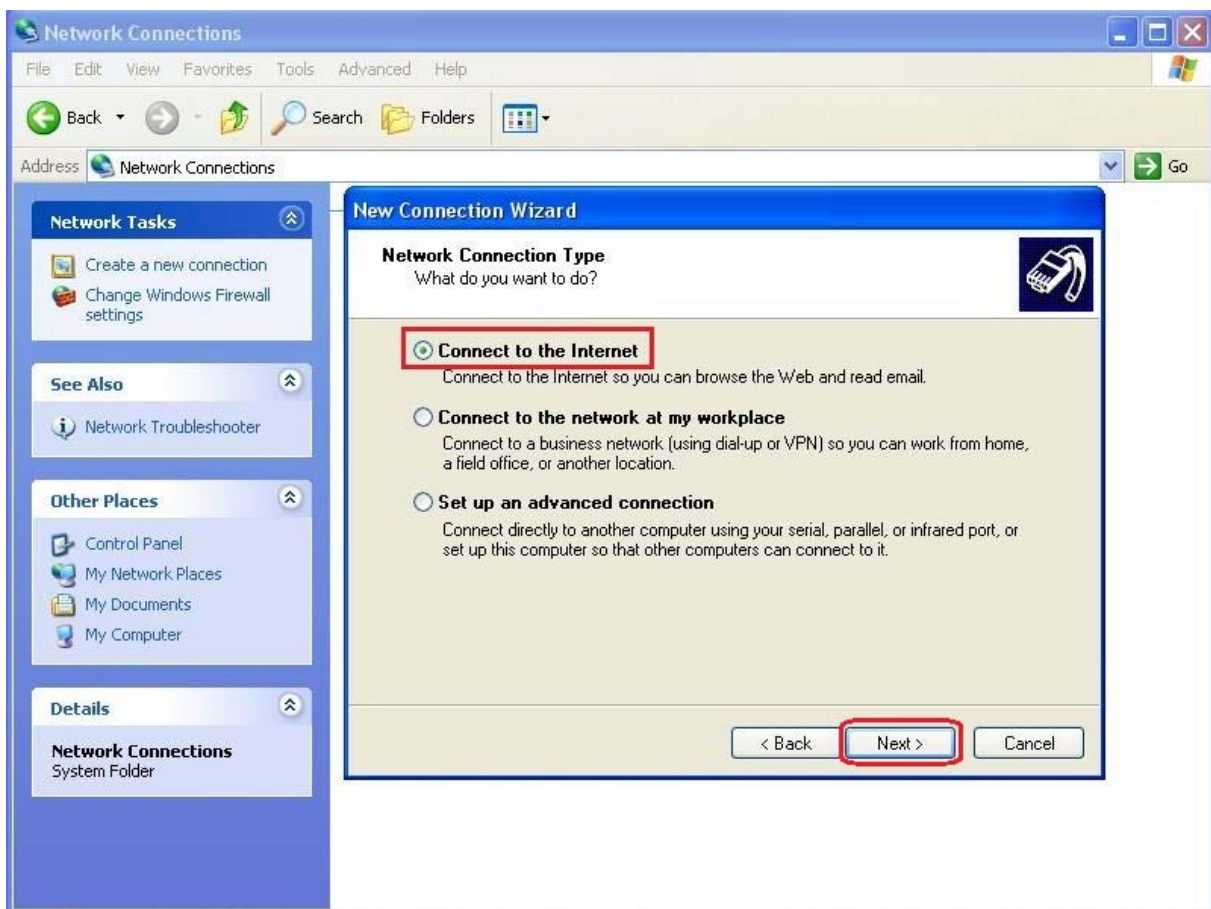 Network Connections
File Edit View Favorites Tools Advanced Help
Back Search Folders
Address Network Connections Go
Network Tasks
Create a new connection
Change Windows Firewall
settings
See Also
Network Troubleshooter
Other Places
Control Panel
My Network Places
My Documents
My Computer
Details
Network Connections
System Folder
New Connection Wizard
Network Connection Type
What do you want to do?
Connect to the Internet
Connect to the Internet so you can browse the Web and read email.
Connect to the network at my workplace
Connect to a business network (using dial-up or VPN) so you can work from home,
a field office, or another location.
Set up an advanced connection
Connect directly to another computer using your serial, parallel, or infrared port, or
set up this computer so that other computers can connect to it.
< Back Next > Cancel